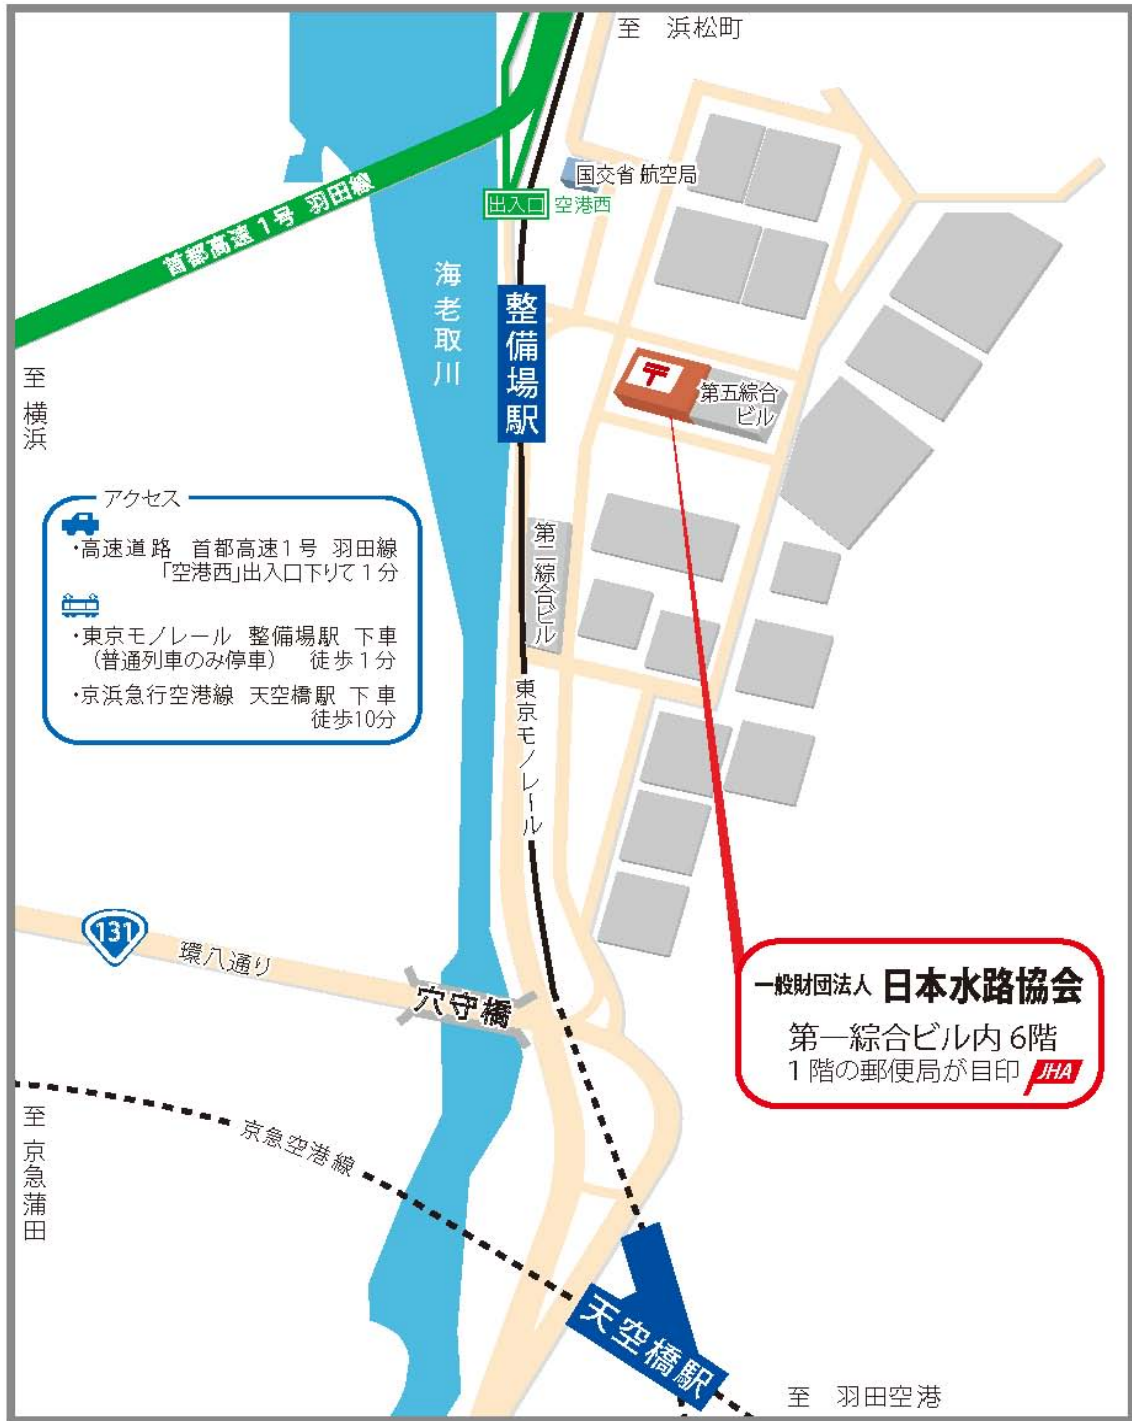 至 浜松町
国交省 航空局
出入口 空港西
首都高速1号 羽田線
海老取川
整備場駅
至 横浜
〒
第五綜合
ビル
アクセス
・高速道路 首都高速1号 羽田線
「空港西」出入口下りて1分
・東京モノレール 整備場駅 下車
(普通列車のみ停車) 徒歩1分
・京浜急行空港線 天空橋駅 下車
徒歩10分
第二綜合ビル
東京モノレール
131
環八通り
穴守橋
一般財団法人 日本水路協会
第一綜合ビル内 6階
1階の郵便局が目印 JHA
至 京急蒲田
京急空港線
天空橋駅
至 羽田空港